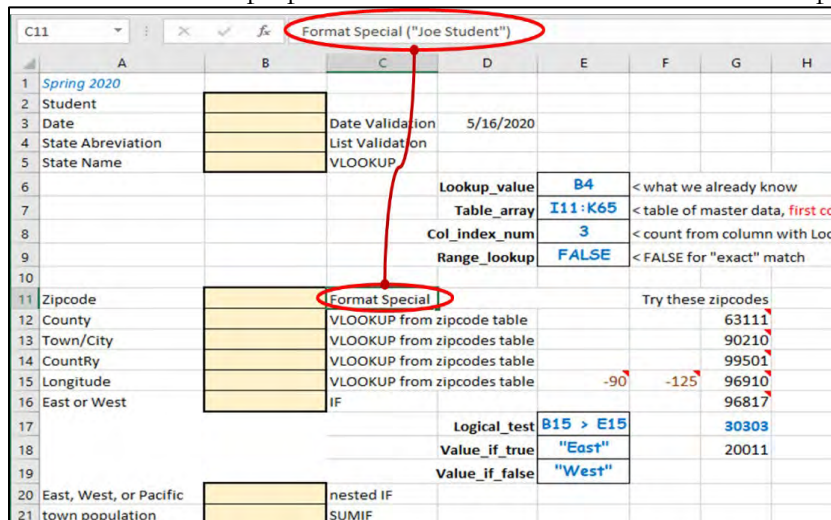 C11 fx Format Special ("Joe Student")
A B C D E F G H
1 Spring 2020
2 Student
3 Date Date Validation 5/16/2020
4 State Abreviation List Validation
5 State Name VLOOKUP
6 Lookup_value B4 < what we already know
7 Table_array I11:K65 < table of master data, first
8 Col_index_num 3 < count from column with
9 Range_lookup FALSE < FALSE for "exact" match
10
11 Zipcode Format Special Try these zipcodes
12 County VLOOKUP from zipcode table 63111
13 Town/City VLOOKUP from zipcodes table 90210
14 CountRy VLOOKUP from zipcodes table 99501
15 Longitude VLOOKUP from zipcodes table -90 -125 96910
16 East or West IF 96817
17 Logical_test B15 > E15 30303
18 Value_if_true "East" 20011
19 Value_if_false "West"
20 East, West, or Pacific nested IF
21 town population SUMIF